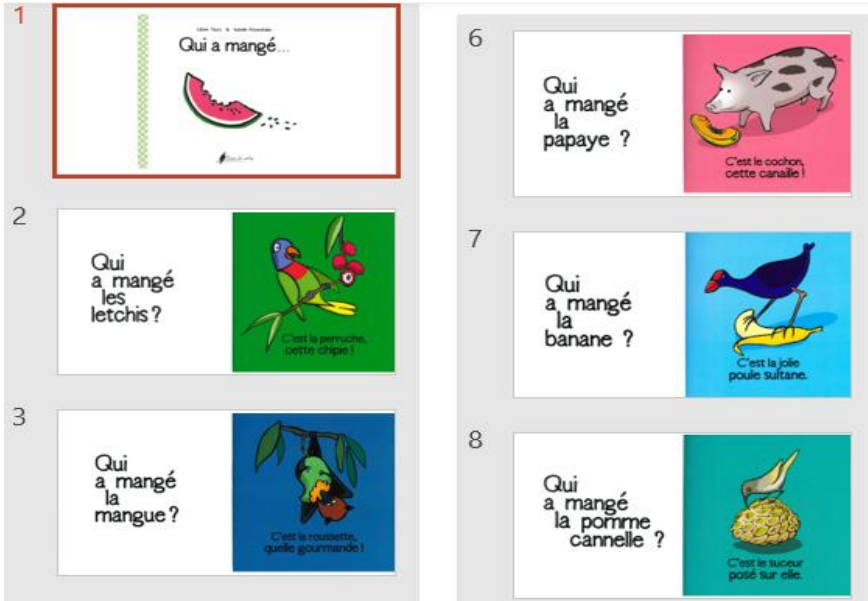 1
Qui a mangé...
2
Qui
a mangé
les
letchis ?
C'est la perruche,
cette chipie !
3
Qui
a mangé
la
mangue ?
C'est la roussette,
quelle gourmande !
6
Qui
a mangé
la
papaye ?
C'est le cochon,
cette canaille !
7
Qui
a mangé
la
banane ?
C'est la jolie
poule sultane.
8
Qui
a mangé
la pomme
cannelle ?
C'est le suceur
posé sur elle.